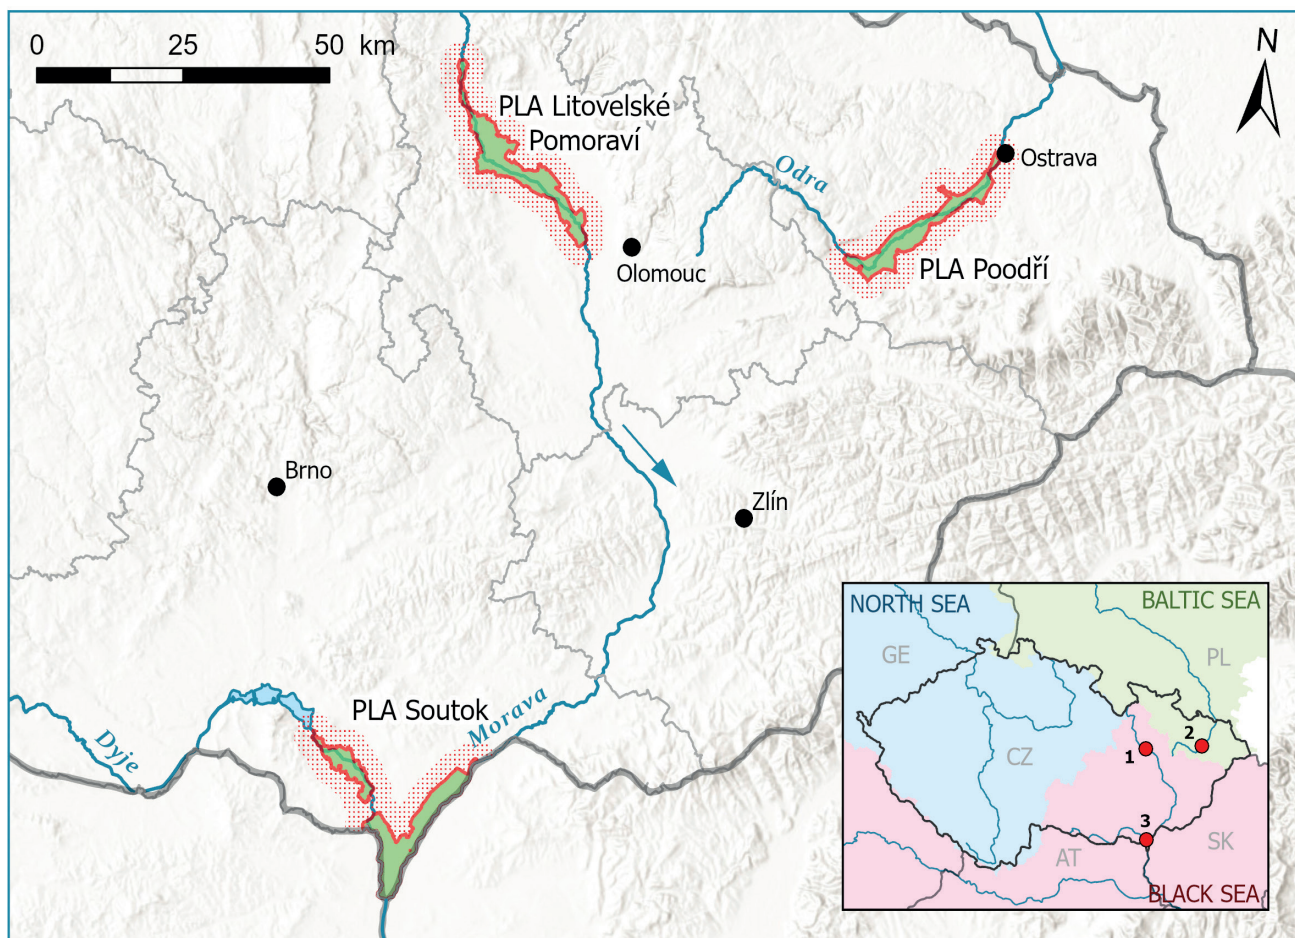 0 25 50 km
N
PLA Litovelské
Pomoraví
Odra
Ostrava
Olomouc
PLA Poodří
Brno
Zlín
PLA Soutok
Morava
Dyje
NORTH SEA
BALTIC SEA
GE
PL
CZ
1
2
3
AT
SK
BLACK SEA